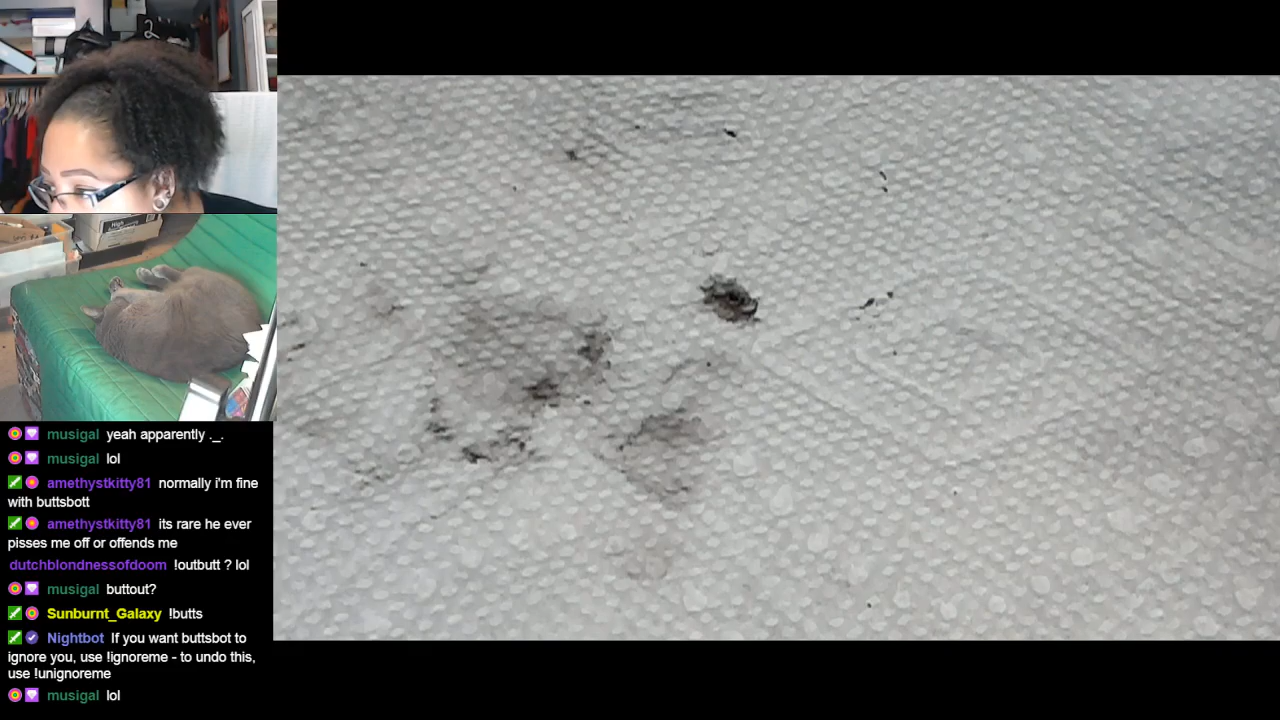 High
musigal yeah apparently ._.
musigal lol
amethystkitty81 normally i'm fine
with buttsbott
amethystkitty81 its rare he ever
pisses me off or offends me
dutchblondnessofdoom !outbutt ? lol
musigal buttout?
Sunburnt_Galaxy !butts
Nightbot If you want buttsbot to
ignore you, use !ignoreme - to undo this,
use !unignoreme
musigal lol